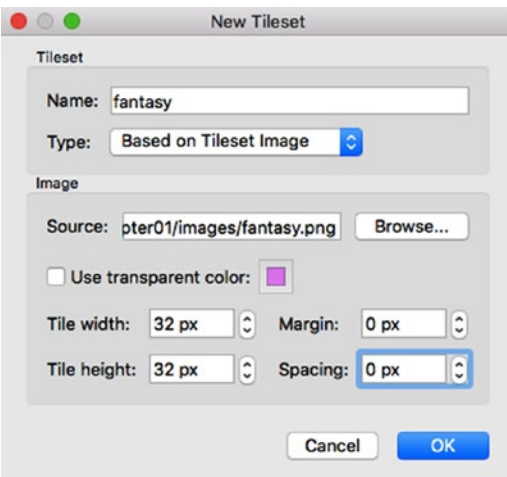 New Tileset
Tileset
Name: fantasy
Type: Based on Tileset Image
Image
Source: pter01/images/fantasy.png Browse...
Use transparent color:
Tile width: 32 px Margin: 0 px
Tile height: 32 px Spacing: 0 px
Cancel OK